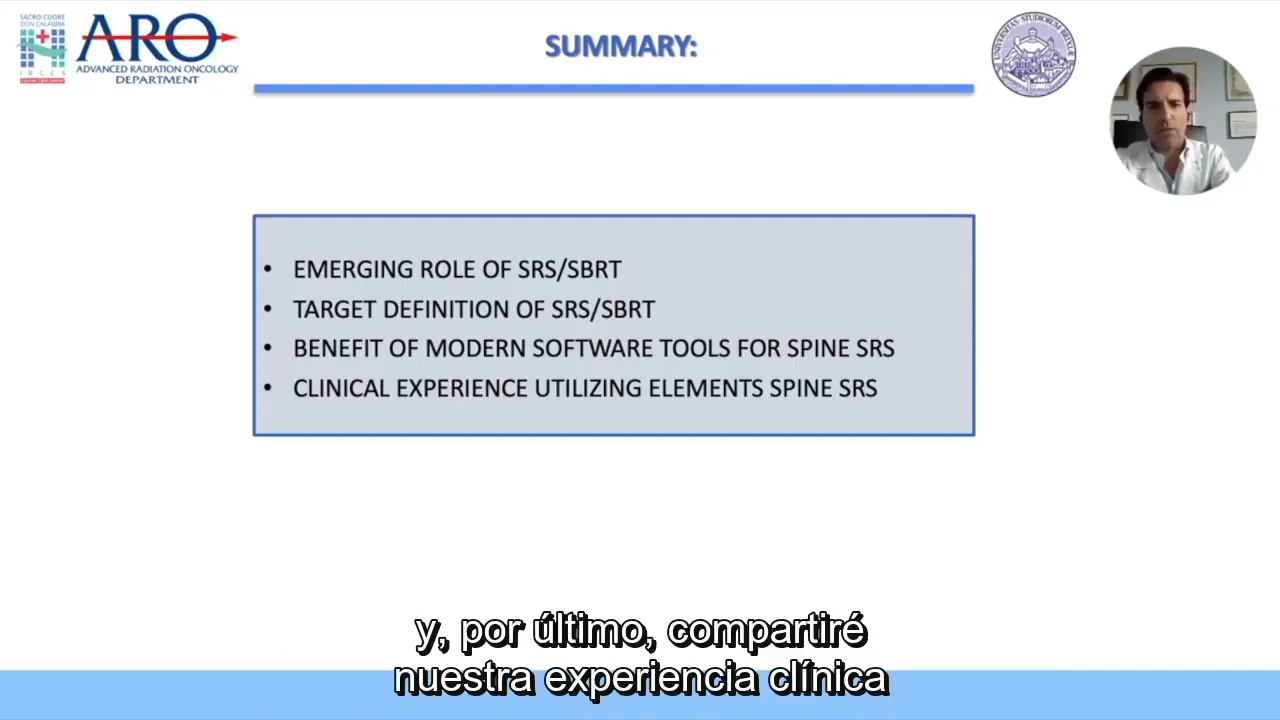 SACRO CUORE
DON CALABRIA
IRCCS
ARO
ADVANCED RADIATION ONCOLOGY
DEPARTMENT
SUMMARY:
• EMERGING ROLE OF SRS/SBRT
• TARGET DEFINITION OF SRS/SBRT
• BENEFIT OF MODERN SOFTWARE TOOLS FOR SPINE SRS
• CLINICAL EXPERIENCE UTILIZING ELEMENTS SPINE SRS
y, por último, compartiré
nuestra experiencia clínica